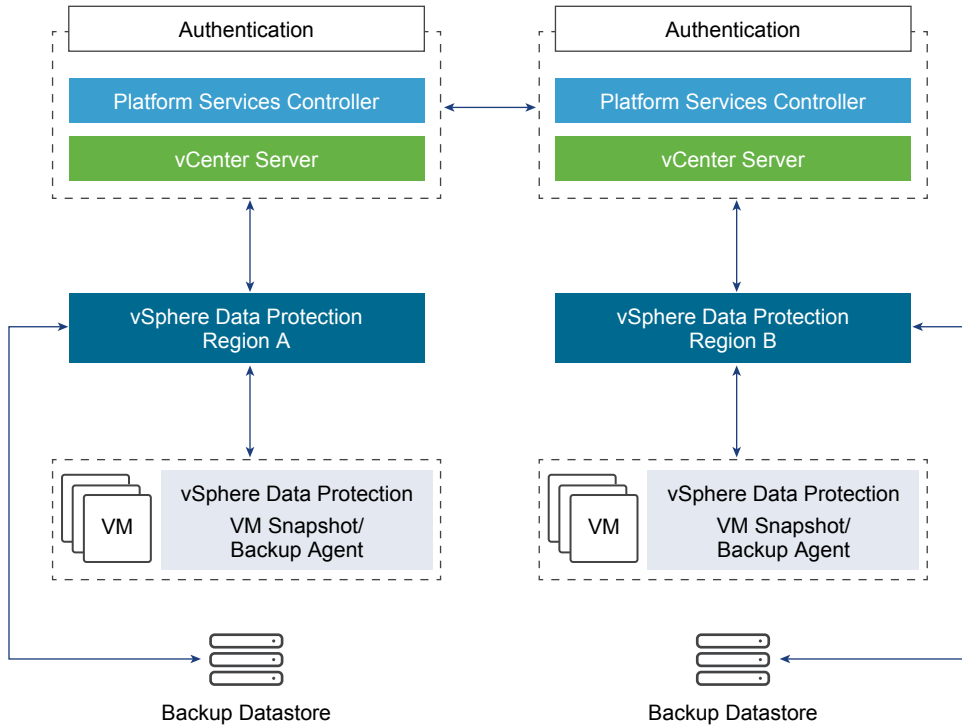 Authentication
Platform Services Controller
vCenter Server
Authentication
Platform Services Controller
vCenter Server
vSphere Data Protection
Region A
vSphere Data Protection
Region B
VM
vSphere Data Protection
VM Snapshot/
Backup Agent
VM
vSphere Data Protection
VM Snapshot/
Backup Agent
Backup Datastore
Backup Datastore